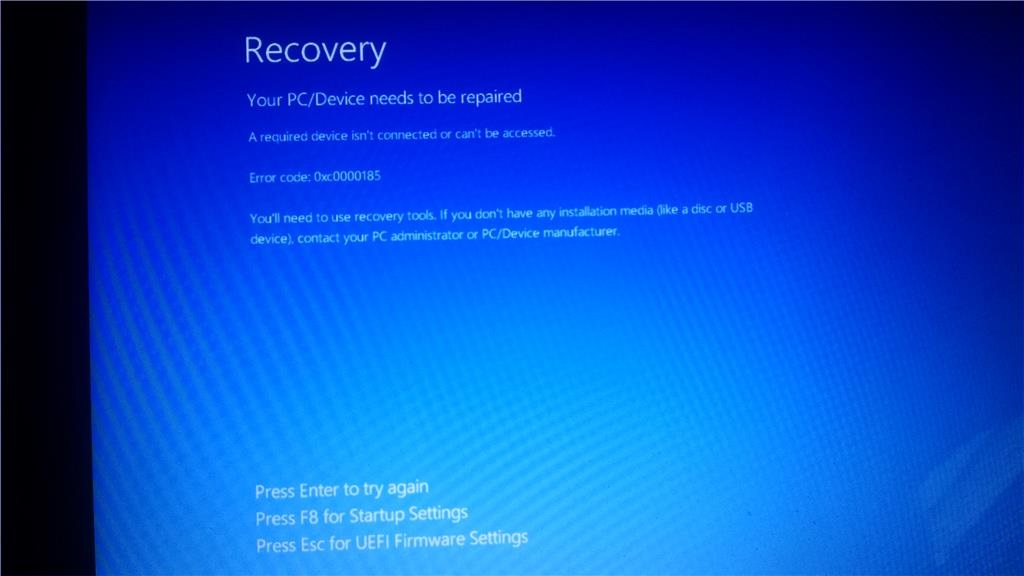 Recovery
Your PC/Device needs to be repaired
A required device isn't connected or can't be accessed.
Error code: 0xc0000185
You'll need to use recovery tools. If you don't have any installation media (like a disc or USB
device), contact your PC administrator or PC/Device manufacturer.
Press Enter to try again
Press F8 for Startup Settings
Press Esc for UEFI Firmware Settings